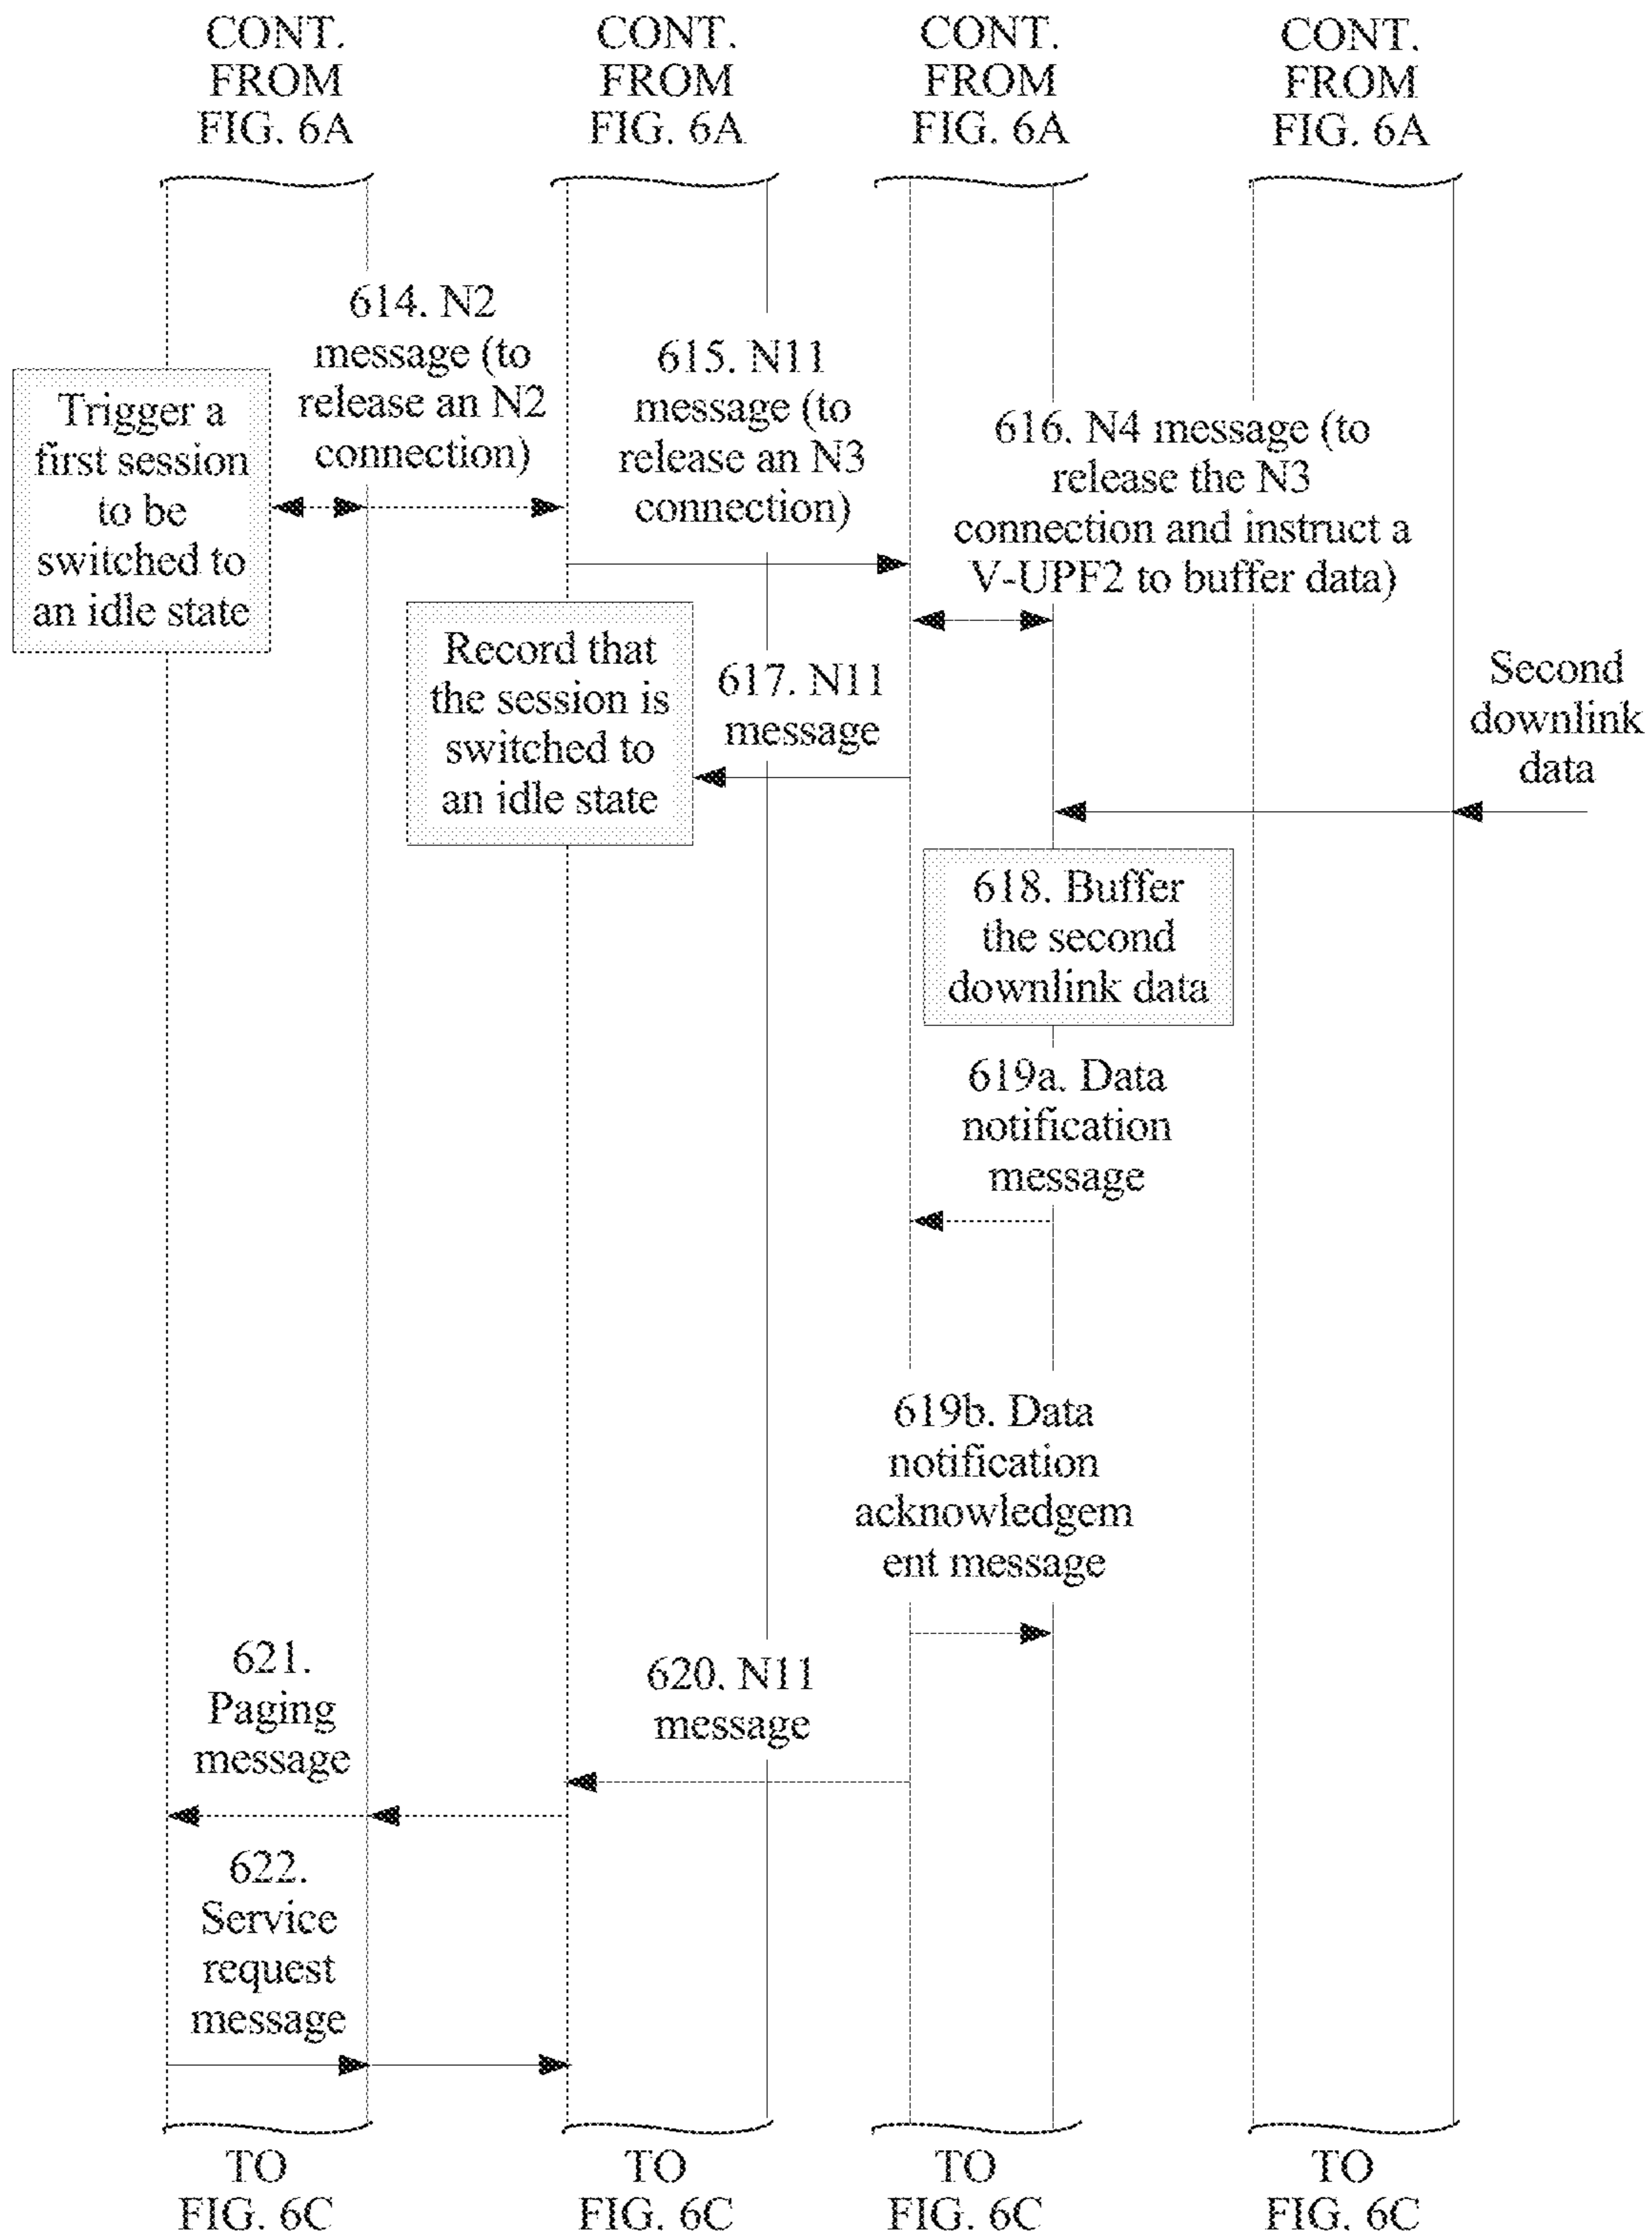 CONT.
FROM
FIG. 6A
CONT.
FROM
FIG. 6A
CONT.
FROM
FIG. 6A
CONT.
FROM
FIG. 6A
614. N2
message (to
release an N2
connection)
Trigger a
first session
to be
switched to
an idle state
615. N11
message (to
release an N3
connection)
616. N4 message (to
release the N3
connection and instruct a
V-UPF2 to buffer data)
Record that
the session is
switched to
an idle state
617. N11
message
Second
downlink
data
618. Buffer
the second
downlink data
619a. Data
notification
message
619b. Data
notification
acknowledgem
ent message
620. N11
message
621.
Paging
message
622.
Service
request
message
TO
FIG. 6C
TO
FIG. 6C
TO
FIG. 6C
TO
FIG. 6C